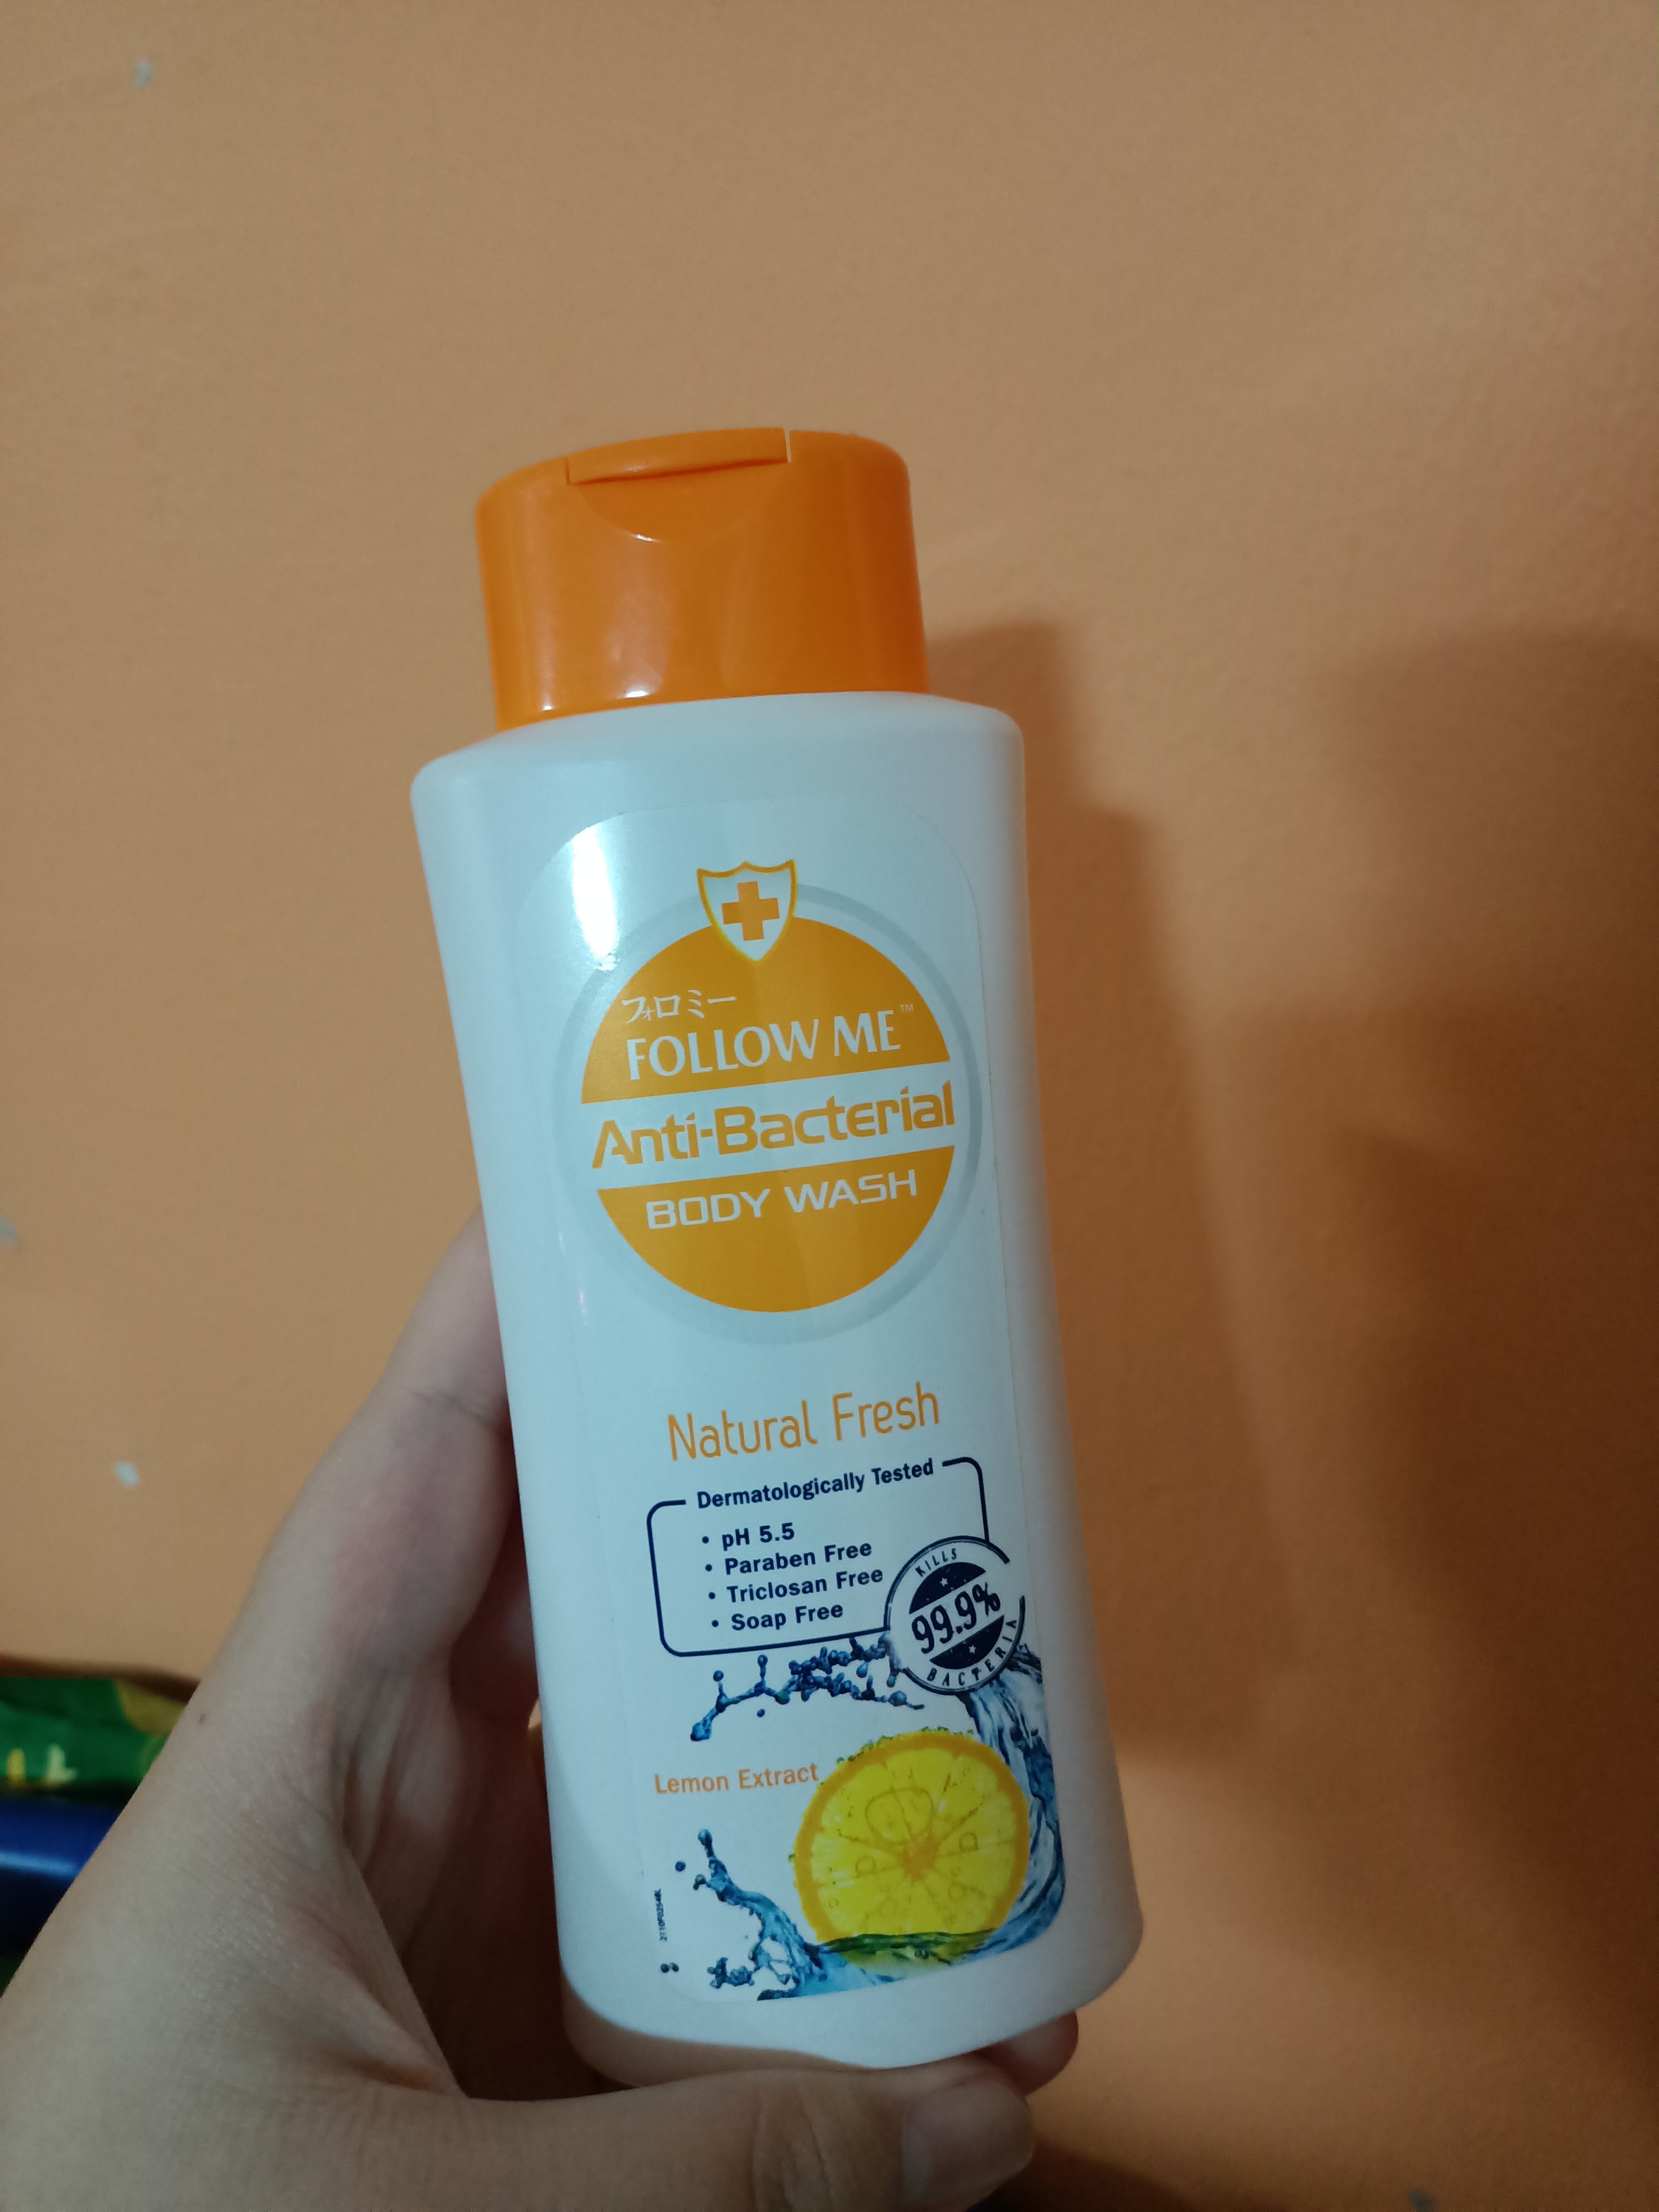 フォローミー
FOLLOW ME™
Anti-Bacterial
BODY WASH
Natural Fresh
Dermatologically Tested
• pH 5.5
• Paraben Free
• Triclosan Free
• Soap Free
KILLS
99.9%
BACTERIA
Lemon Extract